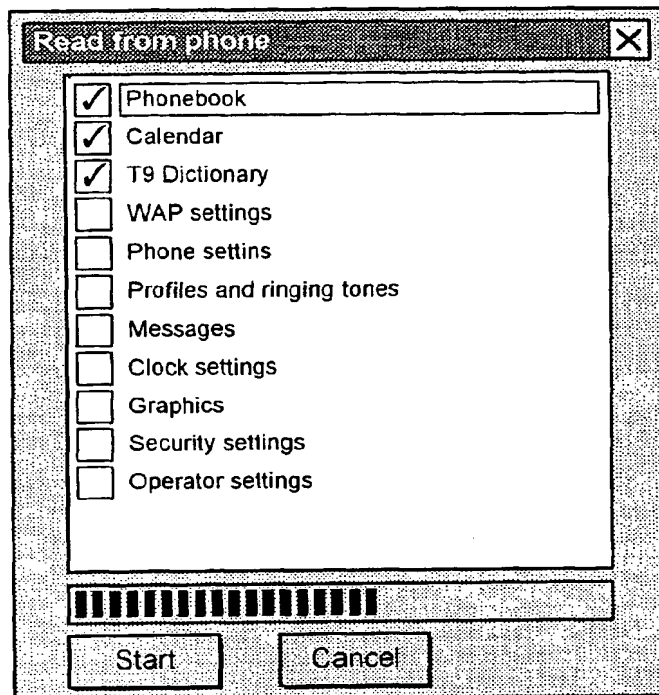 Read from phone
Phonebook
Calendar
T9 Dictionary
WAP settings
Phone settins
Profiles and ringing tones
Messages
Clock settings
Graphics
Security settings
Operator settings
Start Cancel